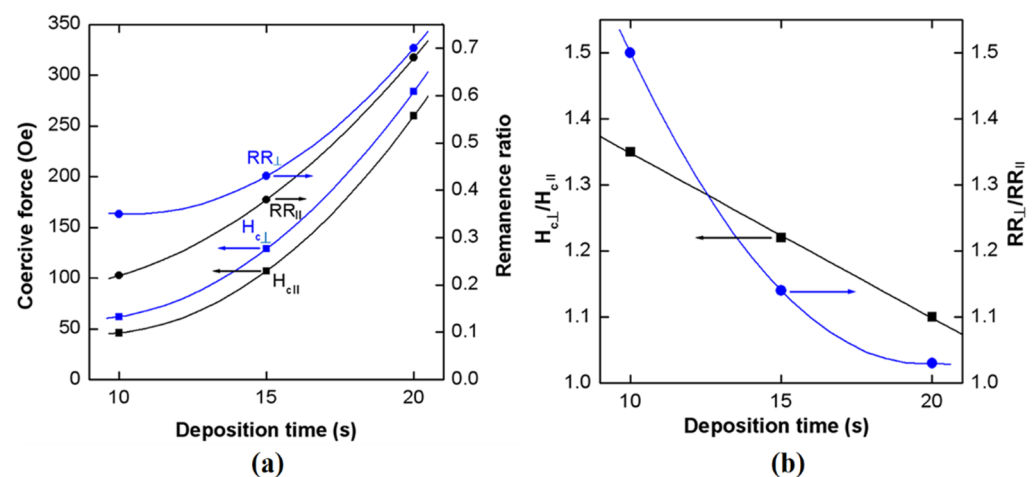 Coercive force (Oe)
350
300
250
200
150
100
50
0
10
15
20
Deposition time (s)
0.7
0.6
0.5
0.4
0.3
0.2
0.1
0.0
Remanence ratio
RR⊥
RR||
Hc⊥
Hc||
(a)
Hc⊥/Hc||
1.5
1.4
1.3
1.2
1.1
1.0
10
15
20
Deposition time (s)
1.5
1.4
1.3
1.2
1.1
1.0
RR⊥/RR||
(b)